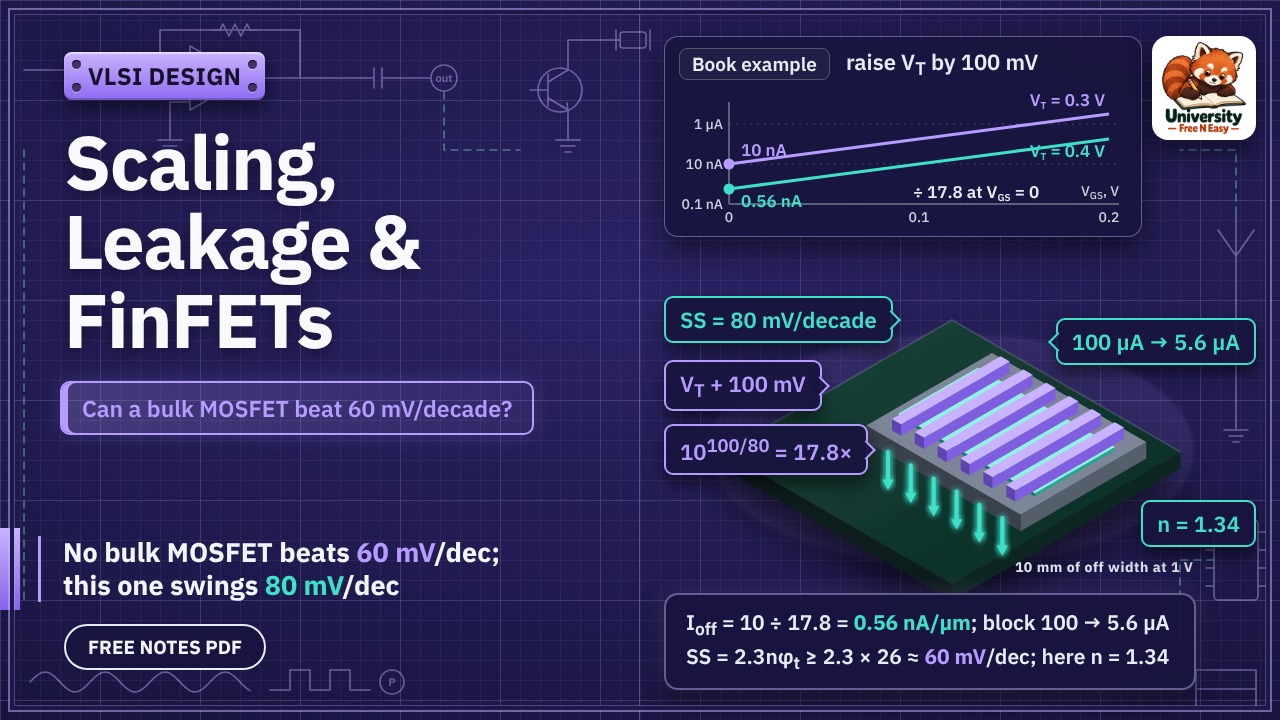 VLSI DESIGN
Scaling,
Leakage &
FinFETs
Can a bulk MOSFET beat 60 mV/decade?
No bulk MOSFET beats 60 mV/dec;
this one swings 80 mV/dec
FREE NOTES PDF
out
P
Book example raise V_T by 100 mV
V_T = 0.3 V
1 µA
10 nA
10 nA
V_T = 0.4 V
0.56 nA
÷ 17.8 at V_GS = 0
V_GS, V
0.1 nA
0 0.1 0.2
University
Free N Easy
SS = 80 mV/decade
100 µA → 5.6 µA
V_T + 100 mV
10^100/80 = 17.8×
n = 1.34
10 mm of off width at 1 V
I_off = 10 ÷ 17.8 = 0.56 nA/µm; block 100 → 5.6 µA
SS = 2.3nφ_t ≥ 2.3 × 26 ≈ 60 mV/dec; here n = 1.34